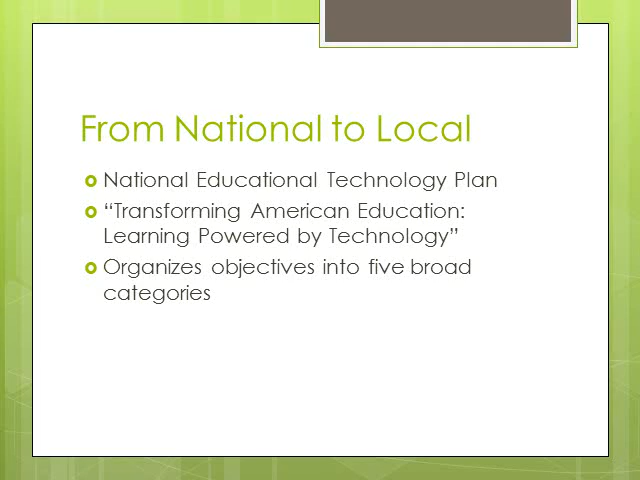 From National to Local
National Educational Technology Plan
“Transforming American Education:
Learning Powered by Technology”
Organizes objectives into five broad
categories